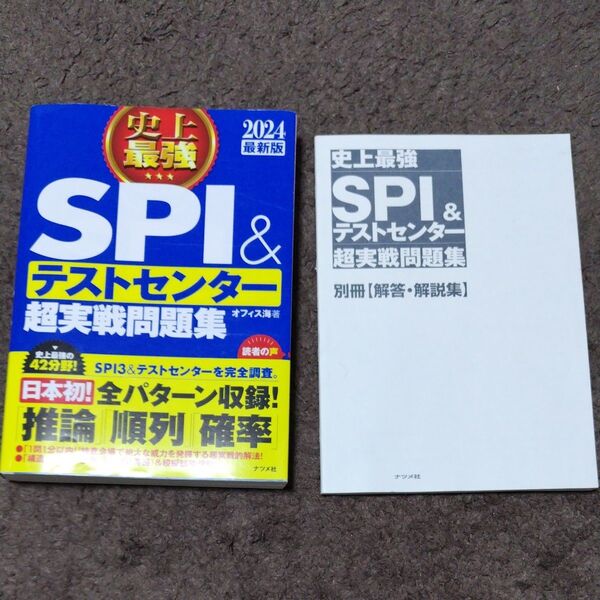 史上
最強
2024
最新版
SPI&
テストセンター
超実戦問題集
オフィス海著
読者の声
史上最強の
42分野!
SPI3&テストセンターを完全調査。
日本初!
全パターン収録!
推論 順列 確率
史上最強
SPI&
テストセンター
超実戦問題集
別冊【解答・解説集】
ナツメ社